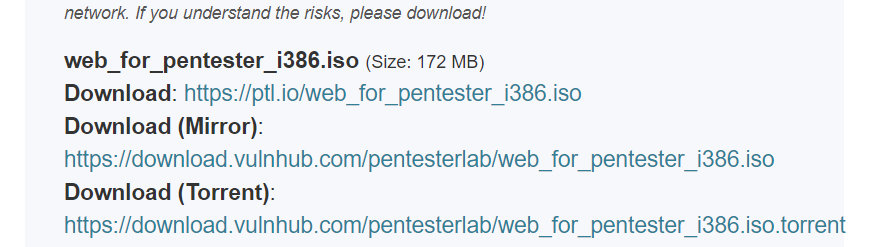 network. If you understand the risks, please download!
web_for_pentester_i386.iso (Size: 172 MB)
Download: https://ptl.io/web_for_pentester_i386.iso
Download (Mirror):
https://download.vulnhub.com/pentesterlab/web_for_pentester_i386.iso
Download (Torrent):
https://download.vulnhub.com/pentesterlab/web_for_pentester_i386.iso.torrent